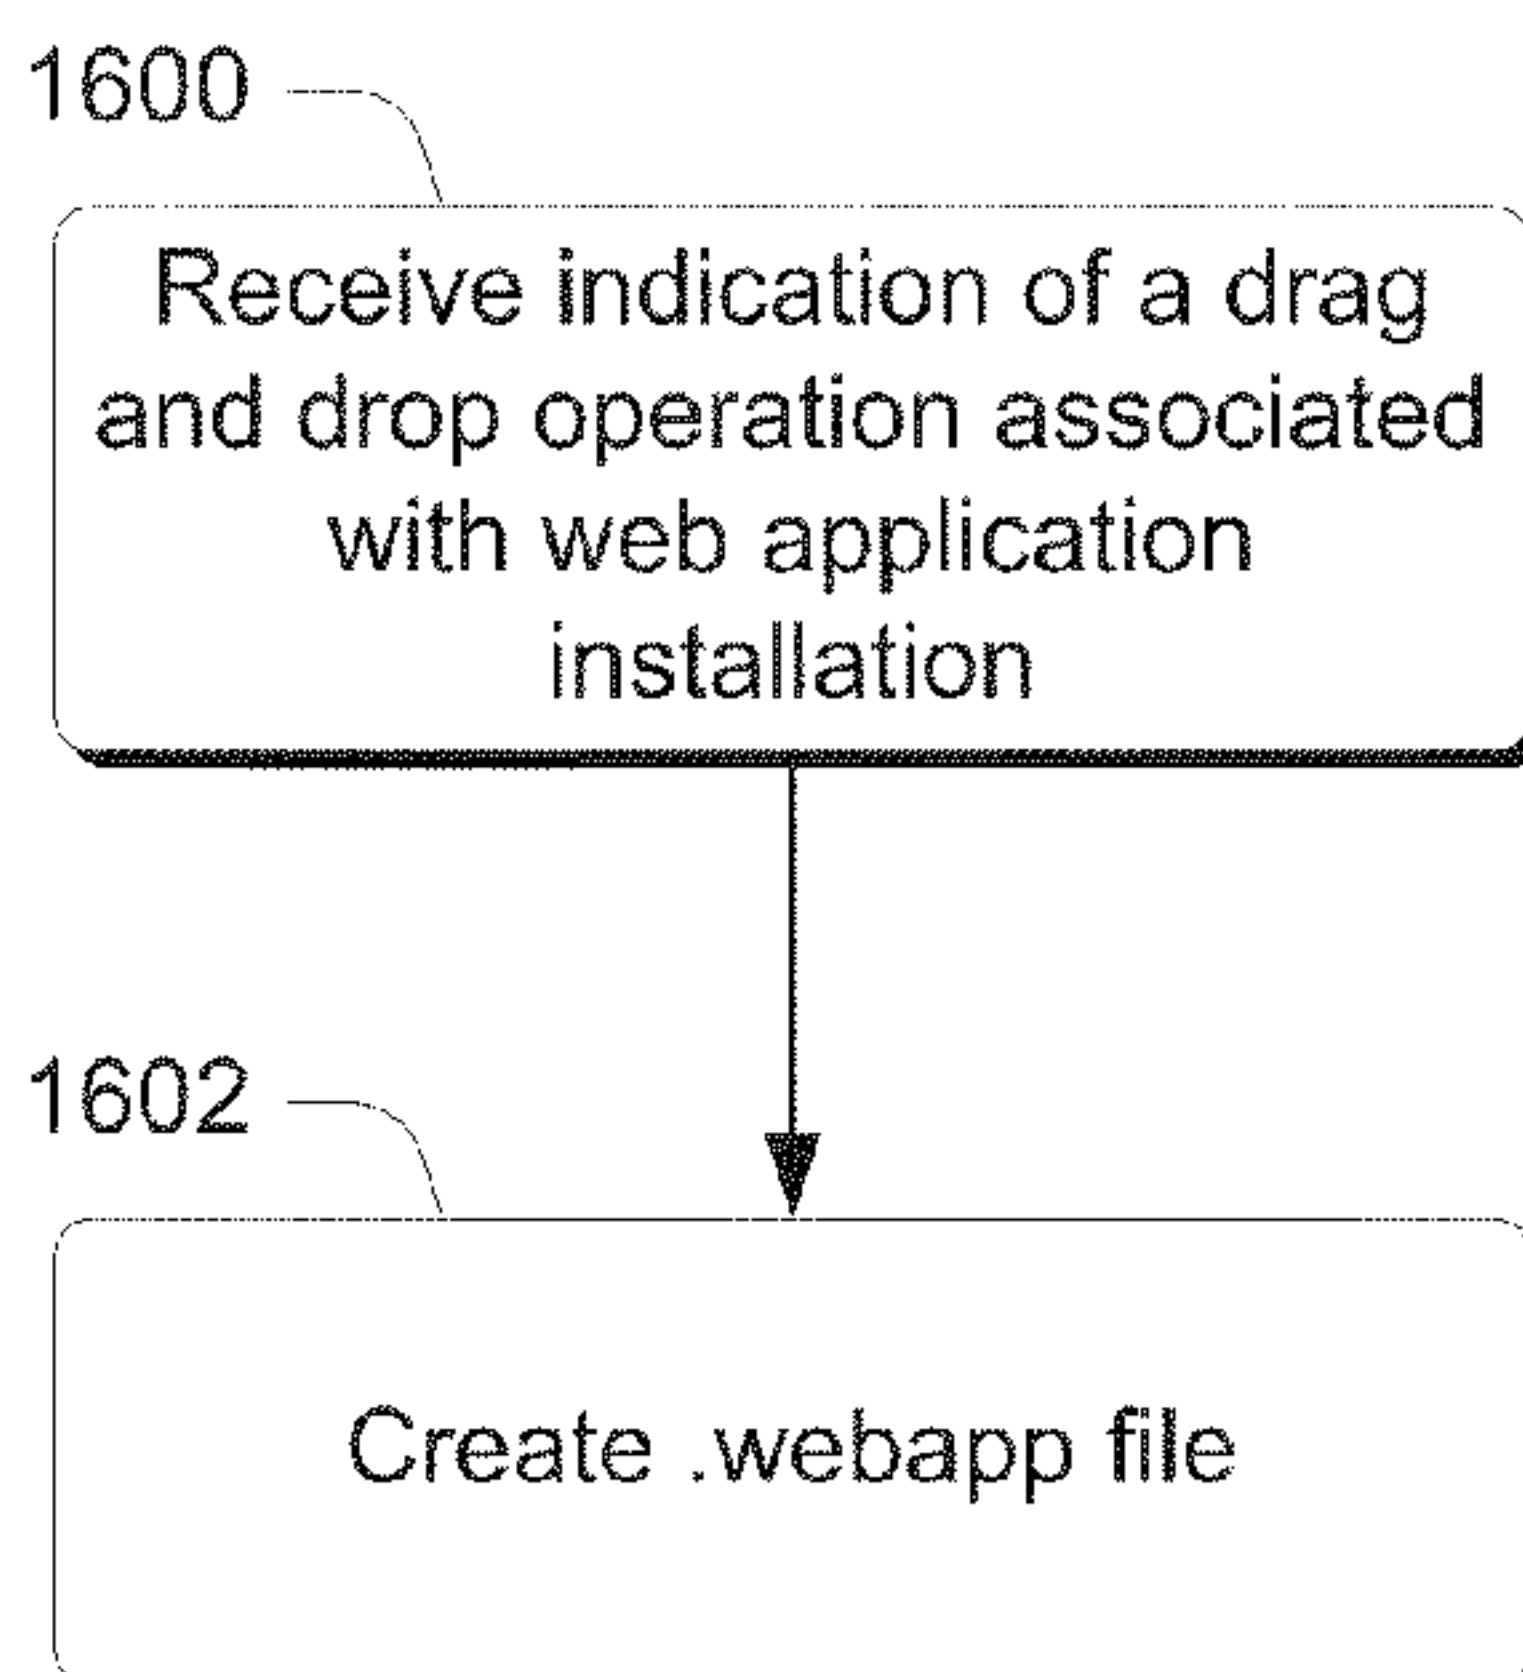 1600
Receive indication of a drag
and drop operation associated
with web application
installation
1602
Create .webapp file